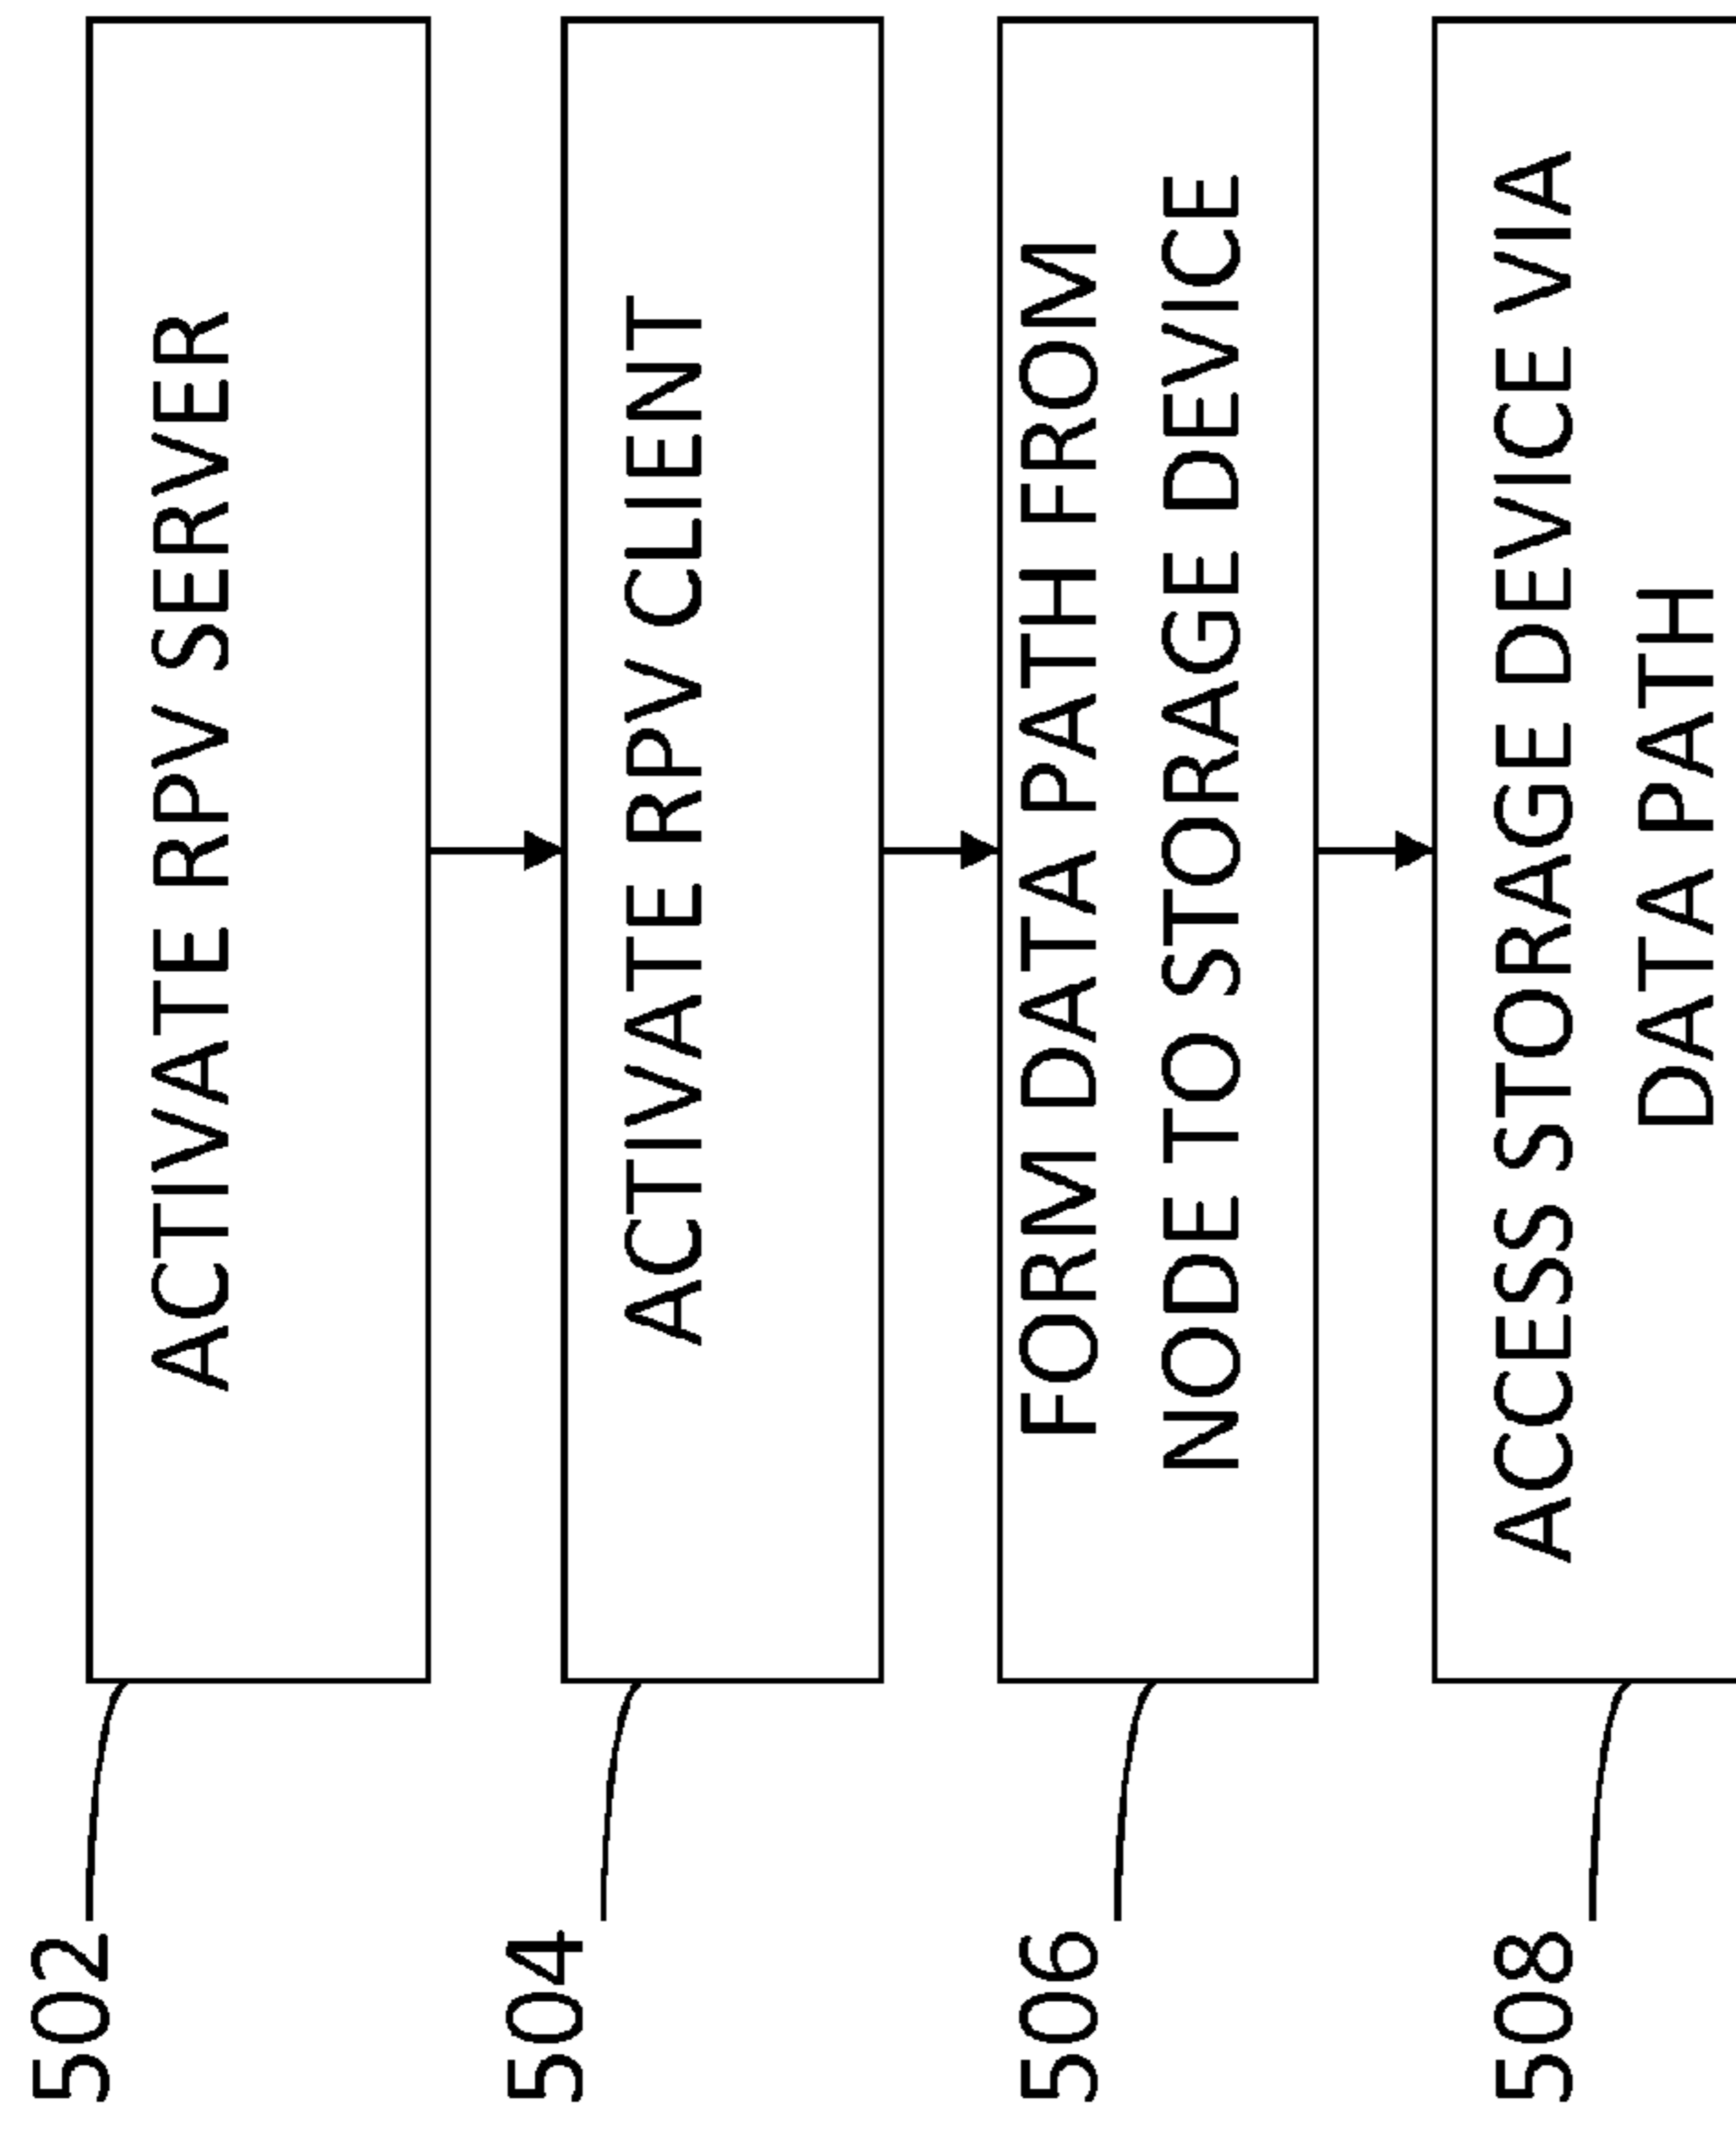 502
ACTIVATE RPV SERVER
504
ACTIVATE RPV CLIENT
506
FORM DATA PATH FROM
NODE TO STORAGE DEVICE
508
ACCESS STORAGE DEVICE VIA
DATA PATH